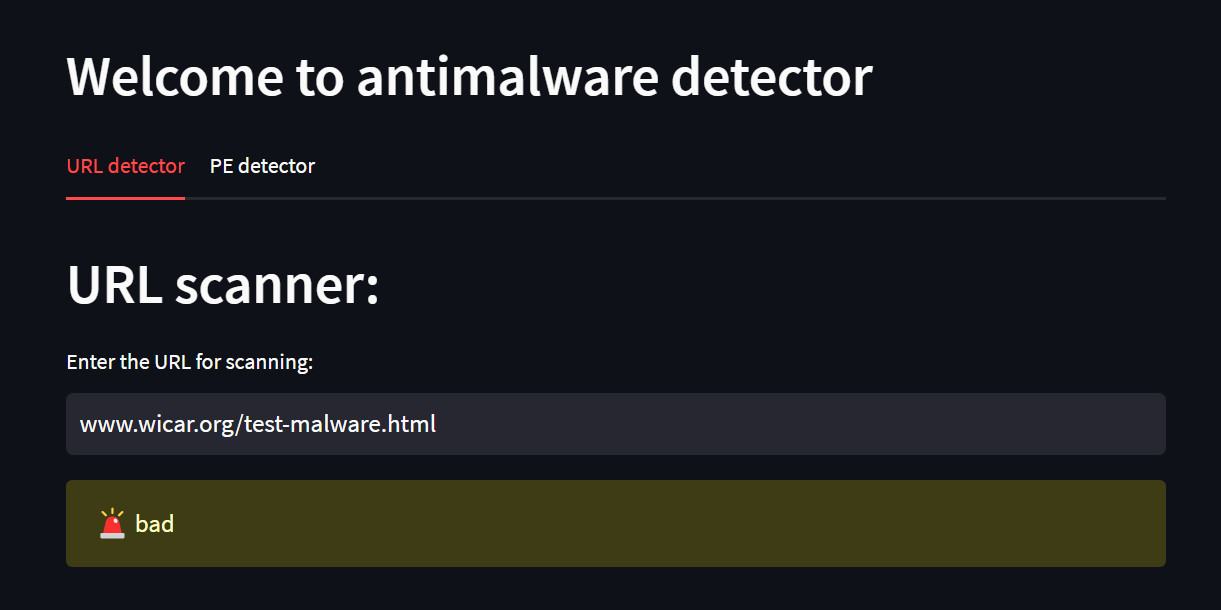 Welcome to antimalware detector
URL detector PE detector
URL scanner:
Enter the URL for scanning:
www.wicar.org/test-malware.html
🚨 bad